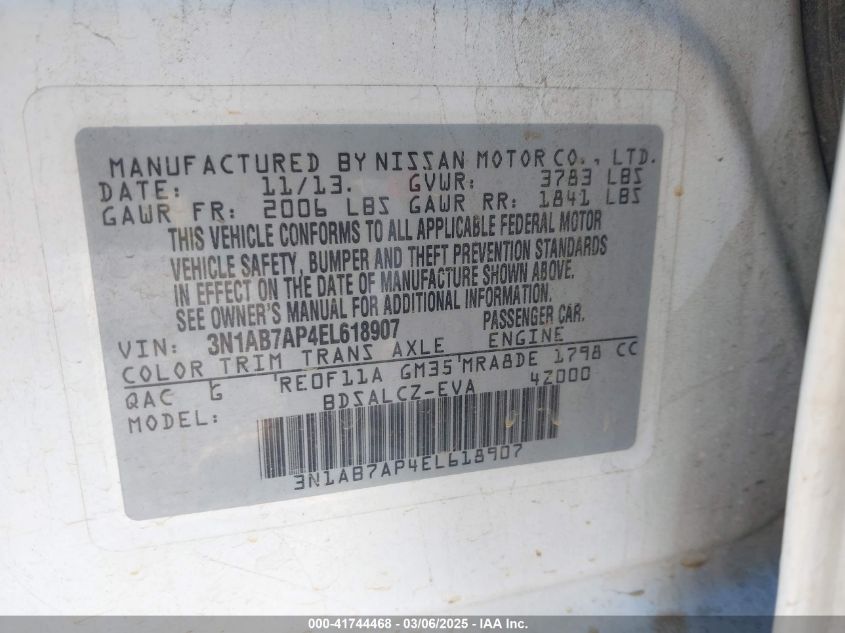 MANUFACTURED BY NISSAN MOTOR CO., LTD.
DATE: 11/13. GVWR: 3783 LBS
GAWR FR: 2006 LBS GAWR RR: 1841 LBS
THIS VEHICLE CONFORMS TO ALL APPLICABLE FEDERAL MOTOR
VEHICLE SAFETY, BUMPER AND THEFT PREVENTION STANDARDS
IN EFFECT ON THE DATE OF MANUFACTURE SHOWN ABOVE.
SEE OWNER'S MANUAL FOR ADDITIONAL INFORMATION.
VIN: 3N1AB7AP4EL618907 PASSENGER CAR.
COLOR TRIM TRANS AXLE ENGINE
QAC G RE0F11A GM35 MRA8DE 1798 CC
MODEL: BDSALCZ-EVA 4Z000
3N1AB7AP4EL618907
000-41744468 - 03/06/2025 - IAA Inc.